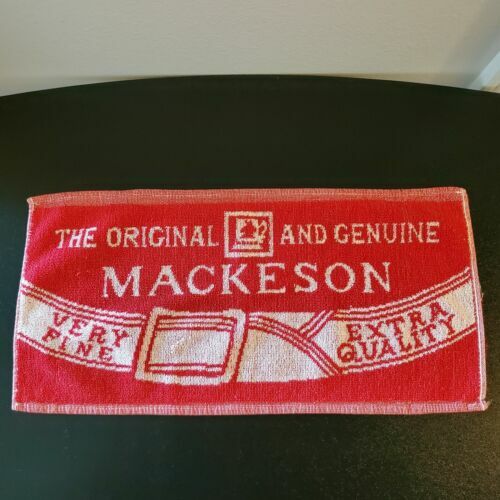 THE ORIGINAL AND GENUINE
MACKESON
VERY FINE
EXTRA QUALITY